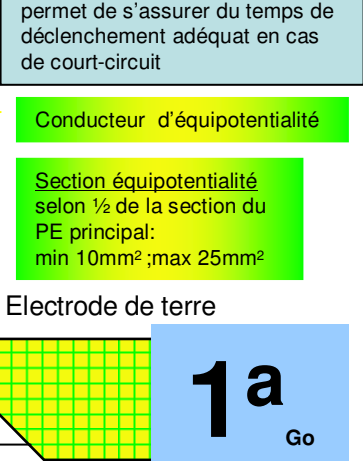 permet de s'assurer du temps de
déclenchement adéquat en cas
de court-circuit
Conducteur d'équipotentialité
Section équipotentialité
selon ½ de la section du
PE principal:
min 10mm² ;max 25mm²
Electrode de terre
1a
Go